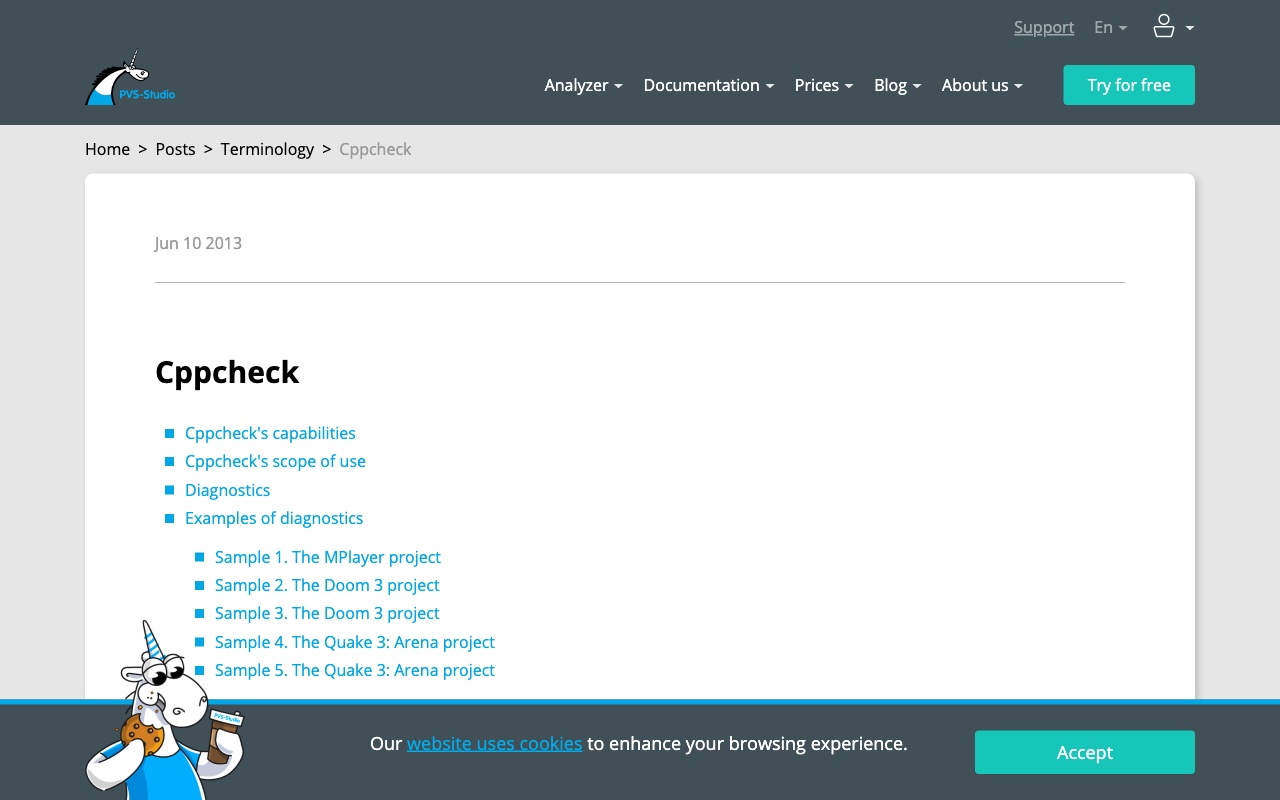 Support En
PVS-Studio
Analyzer Documentation Prices Blog About us Try for free
Home > Posts > Terminology > Cppcheck
Jun 10 2013
Cppcheck
Cppcheck's capabilities
Cppcheck's scope of use
Diagnostics
Examples of diagnostics
Sample 1. The MPlayer project
Sample 2. The Doom 3 project
Sample 3. The Doom 3 project
Sample 4. The Quake 3: Arena project
Sample 5. The Quake 3: Arena project
PVS-Studio
Our website uses cookies to enhance your browsing experience.
Accept